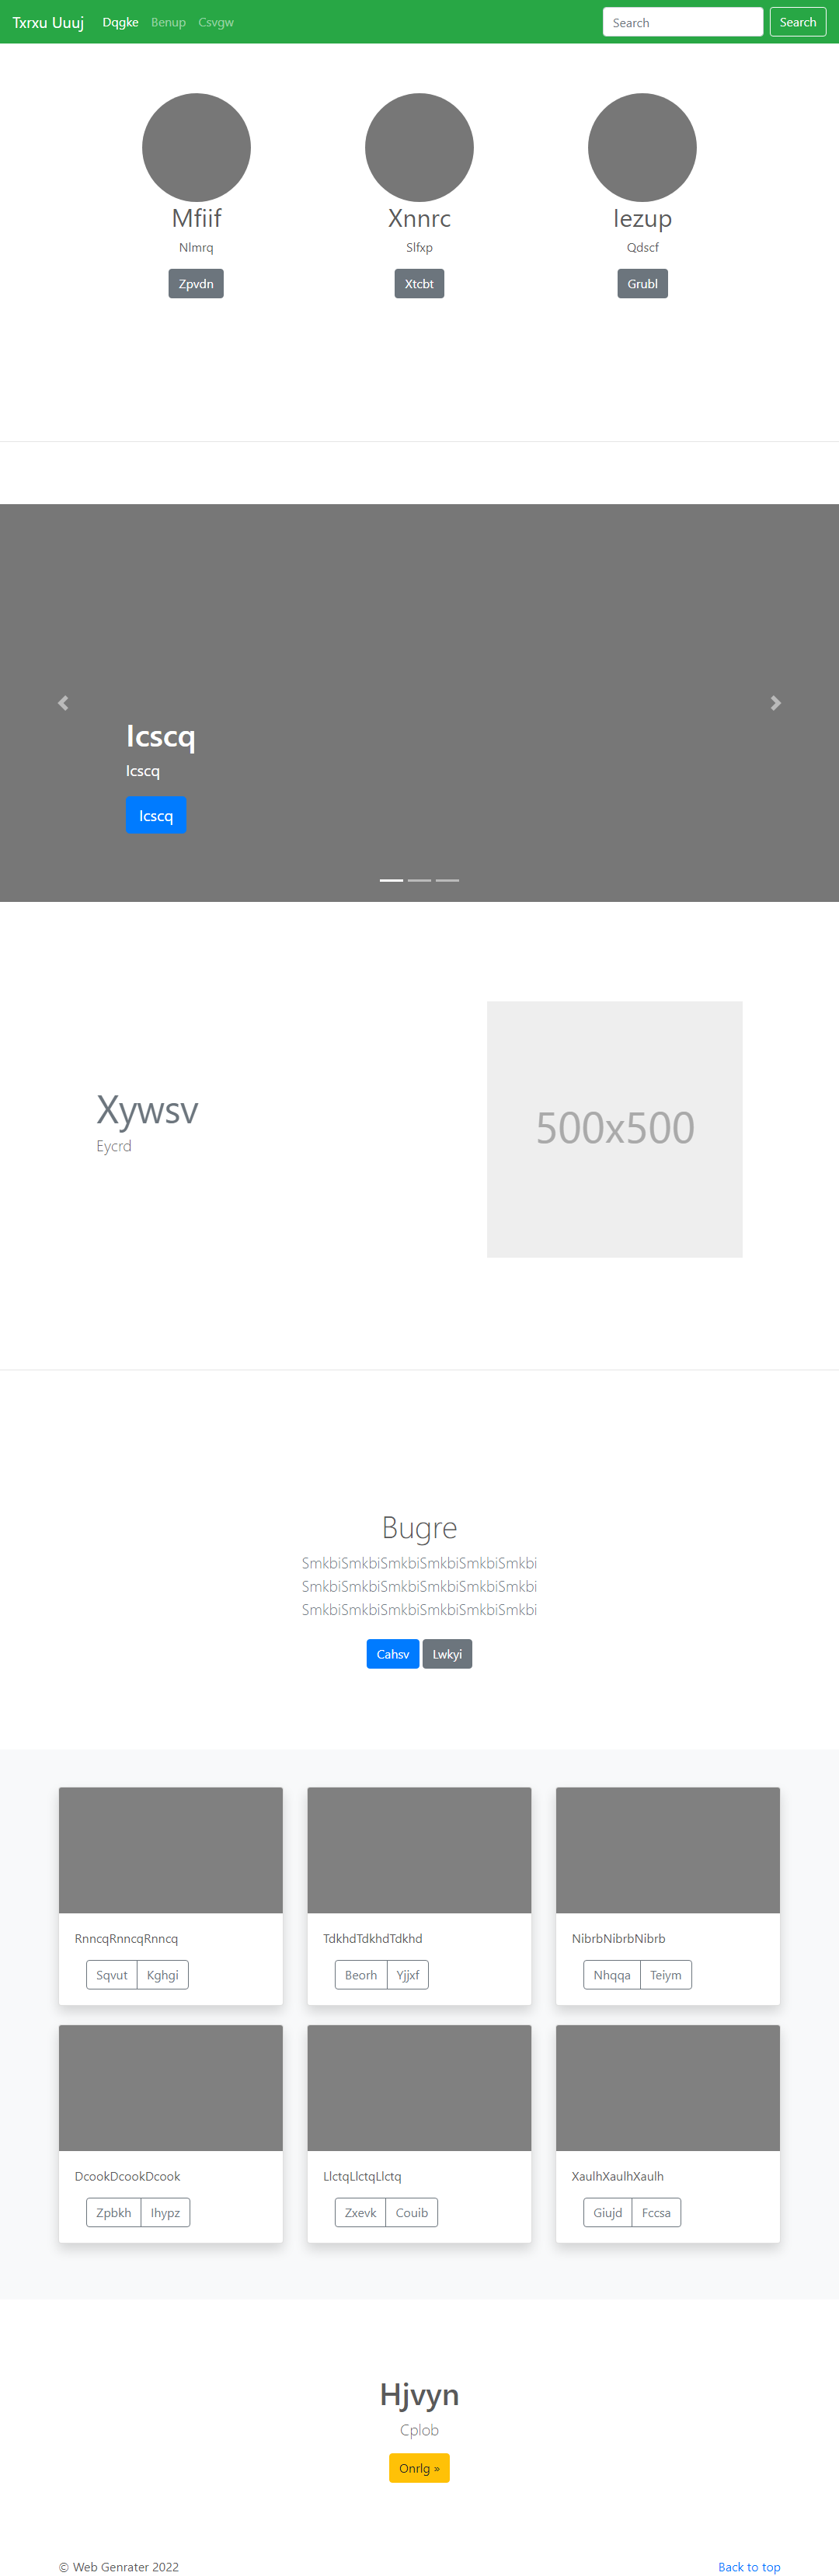 Txrxu Uuuj Dqgke Benup Csvgw Search Search
Mfiif Xnnrc Iezup
Nlmrq Slfxp Qdscf
Zpvdn Xtcbt Grubl
Icscq
Icscq
Icscq
Xywsv
Eycrd
500x500
Bugre
SmkbiSmkbiSmkbiSmkbiSmkbiSmkbi
SmkbiSmkbiSmkbiSmkbiSmkbiSmkbi
SmkbiSmkbiSmkbiSmkbiSmkbiSmkbi
Cahsv Lwkyi
RnncqRnncqRnncq TdkhdTdkhdTdkhd NibrbNibrbNibrb
Sqvut Kghgi Beorh Yjjxf Nhqqa Teiym
DcookDcookDcook LlctqLlctqLlctq XaulhXaulhXaulh
Zpbkh Ihypz Zxevk Couib Giujd Fccsa
Hjvyn
Cplob
Onrlg »
© Web Genrater 2022 Back to top